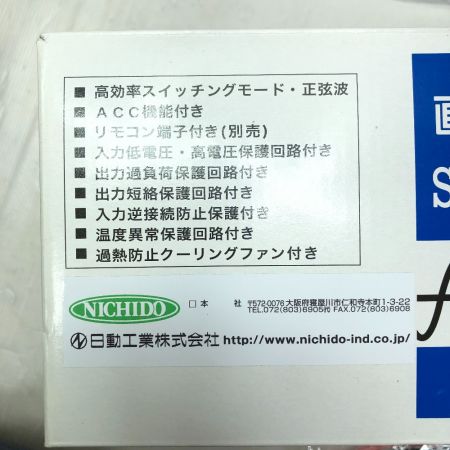 ■ 高効率スイッチングモード・正弦波
■ ACC機能付き
■ リモコン端子付き(別売)
■ 入力低電圧・高電圧保護回路付き
■ 出力過負荷保護回路付き
■ 出力短絡保護回路付き
■ 入力逆接続防止保護付き
■ 温度異常保護回路付き
■ 過熱防止クーリングファン付き
NICHIDO
□ 本 社 〒572-0076 大阪府寝屋川市仁和寺本町1-3-22
TEL.072(803)6905㈹ FAX.072(803)6908
日動工業株式会社 http://www.nichido-ind.co.jp/
S
f